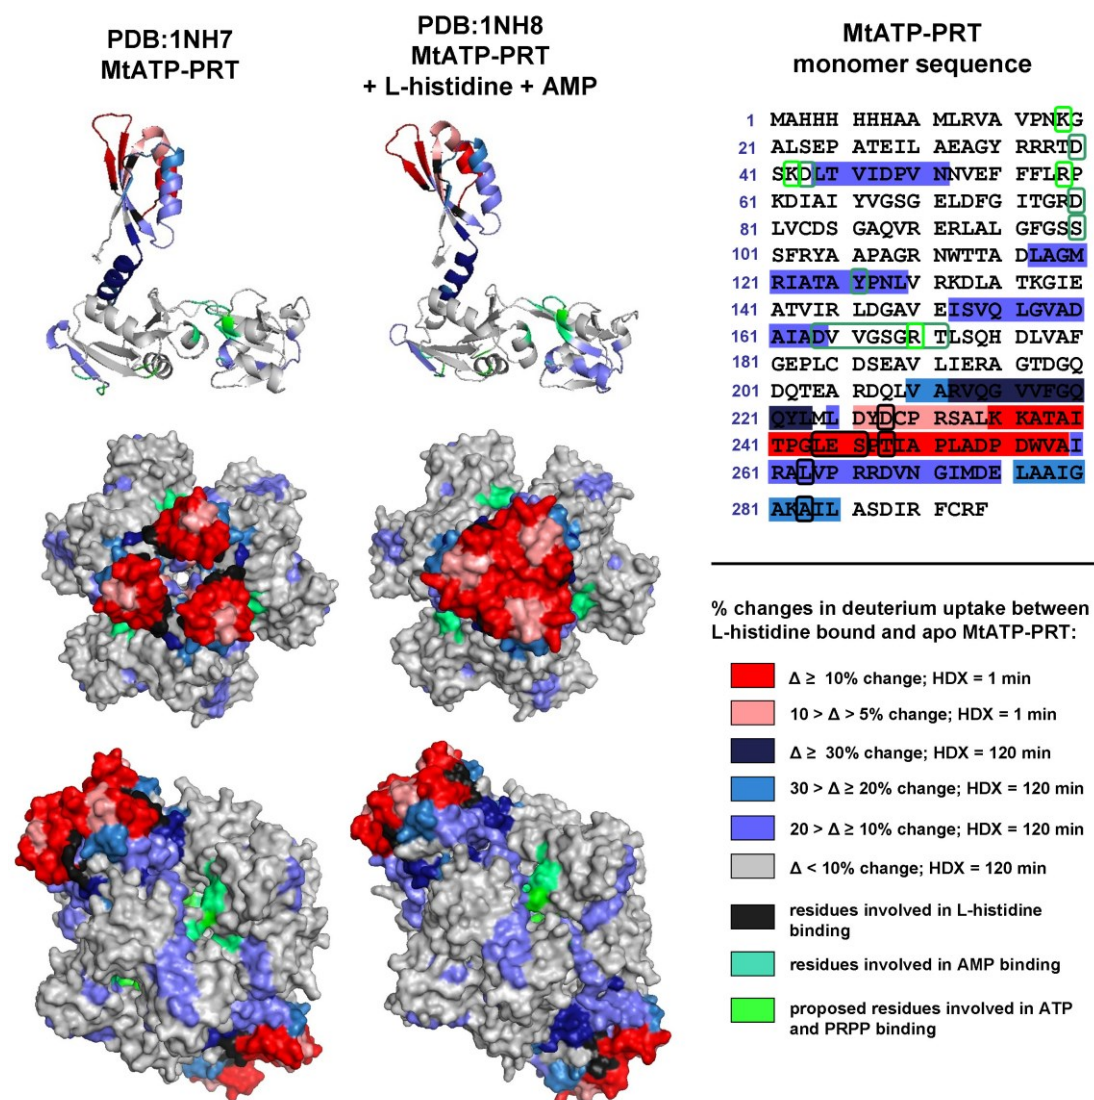 PDB:1NH7
MtATP-PRT
PDB:1NH8
MtATP-PRT
+ L-histidine + AMP
MtATP-PRT
monomer sequence
1 MAHHH HHHAA MLRVA VPNKG
21 ALSEP ATEIL AEAGY RRRTD
41 SKDLT VIDPV NNVEF FFLRP
61 KDIAI YVGSG ELDFG ITGRD
81 LVCDS GAQVR ERLAL GFGSS
101 SFRYA APAGR NWTTA DLAGM
121 RIATA YPNLV RKDLA TKGIE
141 ATVIR LDGAV EISVQ LGVAD
161 AIADV VGSGR TLSQH DLVAF
181 GEPLC DSEAV LIERA GTDGQ
201 DQTEA RDQLV ARVQG VVFGQ
221 QYLML DYDCP RSALK KATAI
241 TPGLE SPTIA PLADP DWVAI
261 RALVP RRDVN GIMDE LAAIG
281 AKAIL ASDIR FCRF
% changes in deuterium uptake between
L-histidine bound and apo MtATP-PRT:
Δ ≥ 10% change; HDX = 1 min
10 > Δ > 5% change; HDX = 1 min
Δ ≥ 30% change; HDX = 120 min
30 > Δ ≥ 20% change; HDX = 120 min
20 > Δ ≥ 10% change; HDX = 120 min
Δ < 10% change; HDX = 120 min
residues involved in L-histidine
binding
residues involved in AMP binding
proposed residues involved in ATP
and PRPP binding